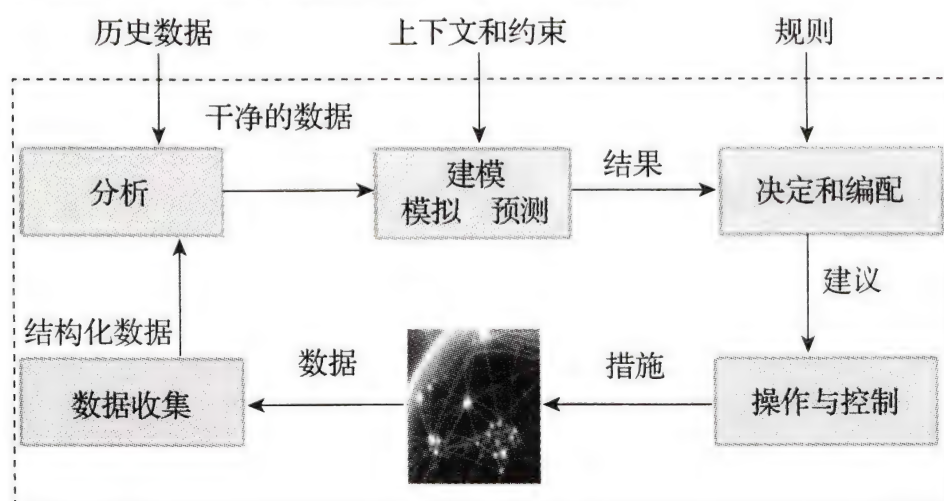 历史数据
上下文和约束
规则
干净的数据
分析
建模
模拟 预测
结果
决定和编配
建议
结构化数据
数据收集
数据
措施
操作与控制